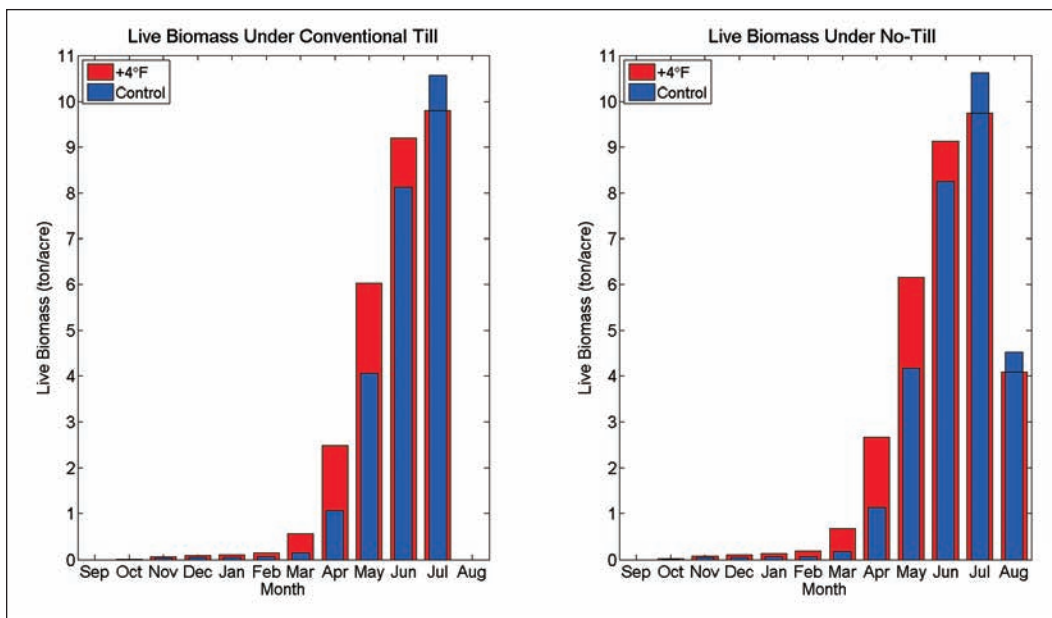 Live Biomass Under Conventional Till
+4°F
Control
11
10
9
8
7
6
5
4
3
2
1
0
Live Biomass (ton/acre)
Sep Oct Nov Dec Jan Feb Mar Apr May Jun Jul Aug
Month
Live Biomass Under No-Till
+4°F
Control
11
10
9
8
7
6
5
4
3
2
1
0
Live Biomass (ton/acre)
Sep Oct Nov Dec Jan Feb Mar Apr May Jun Jul Aug
Month